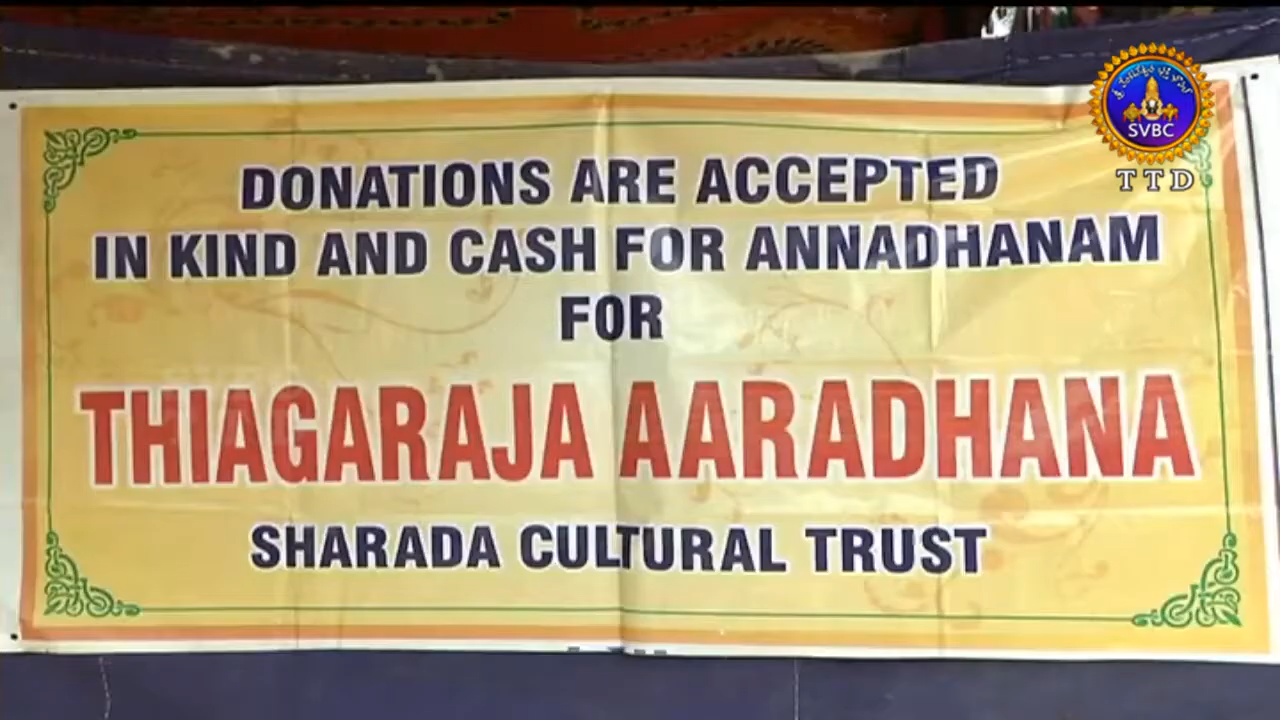 DONATIONS ARE ACCEPTED
IN KIND AND CASH FOR ANNADHANAM
FOR
THIAGARAJA AARADHANA
SHARADA CULTURAL TRUST
SVBC
TTD